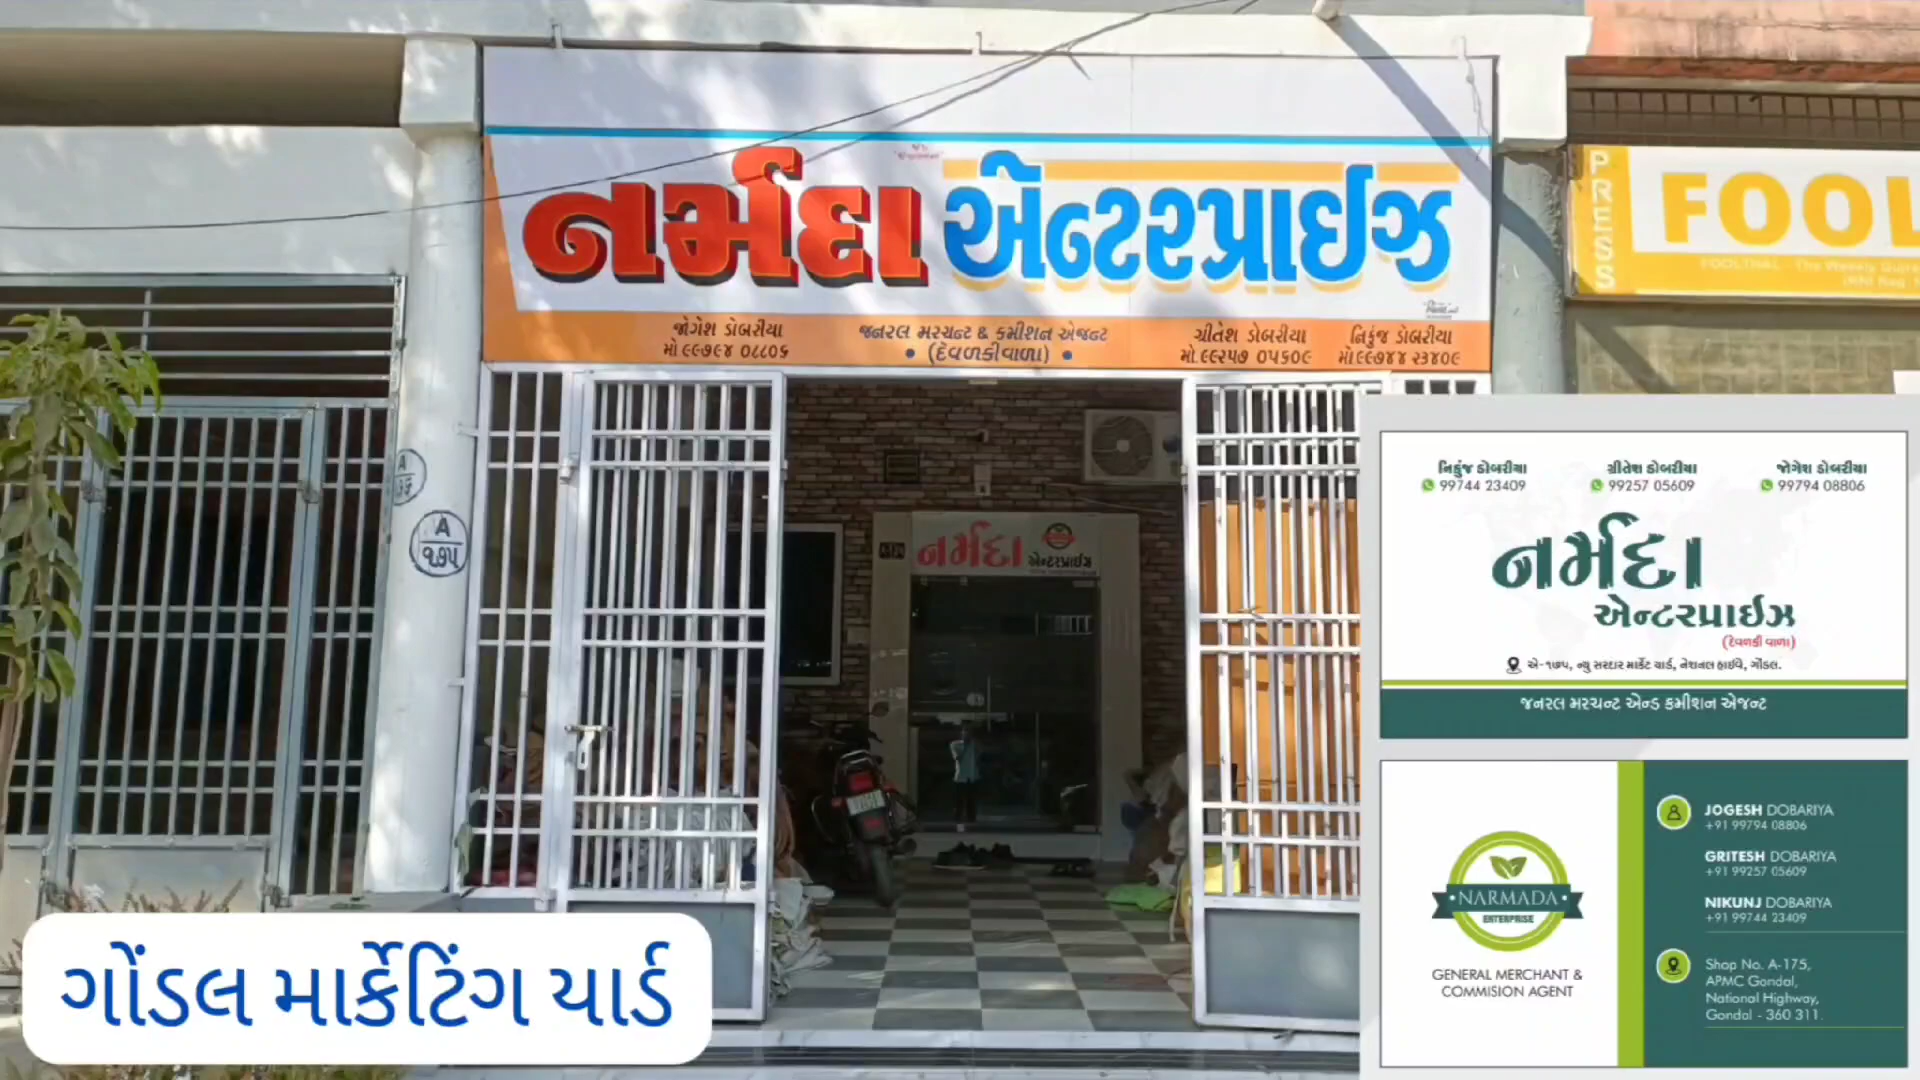 નર્મદા એન્ટરપ્રાઈઝ
જોગેશ ડોબરીયા
મો.૯૯૭૯૪ ૦૮૮૦૬
જનરલ મરચન્ટ & કમીશન એજન્ટ
• (દેવળકીવાળા) •
ગ્રીતેશ ડોબરીયા
મો.૯૯૨૫૭ ૦૫૬૦૯
નિકુંજ ડોબરીયા
મો.૯૯૭૪૪ ૨૩૪૦૯
PRESS
FOOL
A
૧૭૫
નર્મદા
એન્ટરપ્રાઈઝ
નિકુંજ ડોબરીયા
99744 23409
ગ્રીતેશ ડોબરીયા
99257 05609
જોગેશ ડોબરીયા
99794 08806
નર્મદા
એન્ટરપ્રાઈઝ
(દેવળકી વાળા)
એ-૧૭૫, ન્યુ સરદાર માર્કેટ યાર્ડ, નેશનલ હાઈવે, ગોંડલ.
જનરલ મરચન્ટ એન્ડ કમીશન એજન્ટ
• NARMADA •
ENTERPRISE
GENERAL MERCHANT &
COMMISION AGENT
JOGESH DOBARIYA
+91 99794 08806
GRITESH DOBARIYA
+91 99257 05609
NIKUNJ DOBARIYA
+91 99744 23409
Shop No. A-175,
APMC Gondal,
National Highway,
Gondal - 360 311.
ગોંડલ માર્કેટિંગ યાર્ડ